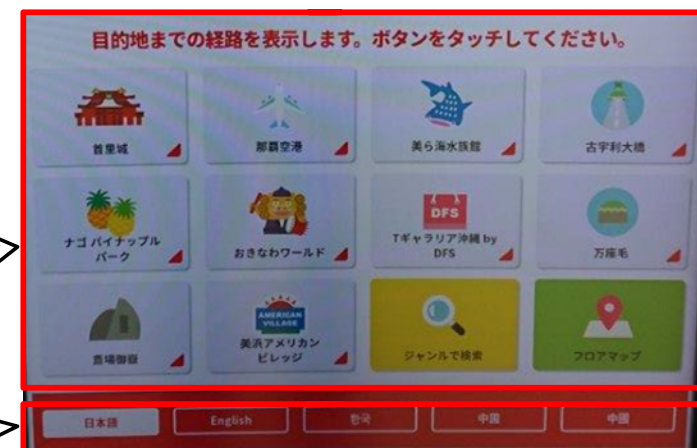 目的地までの経路を表示します。ボタンをタッチしてください。
首里城
那覇空港
美ら海水族館
古宇利大橋
ナゴ パイナップル
パーク
おきなわワールド
DFS
Tギャラリア沖縄 by
DFS
万座毛
斎場御嶽
AMERICAN
VILLAGE
美浜アメリカン
ビレッジ
ジャンルで検索
フロアマップ
日本語
English
한국
中国
中國